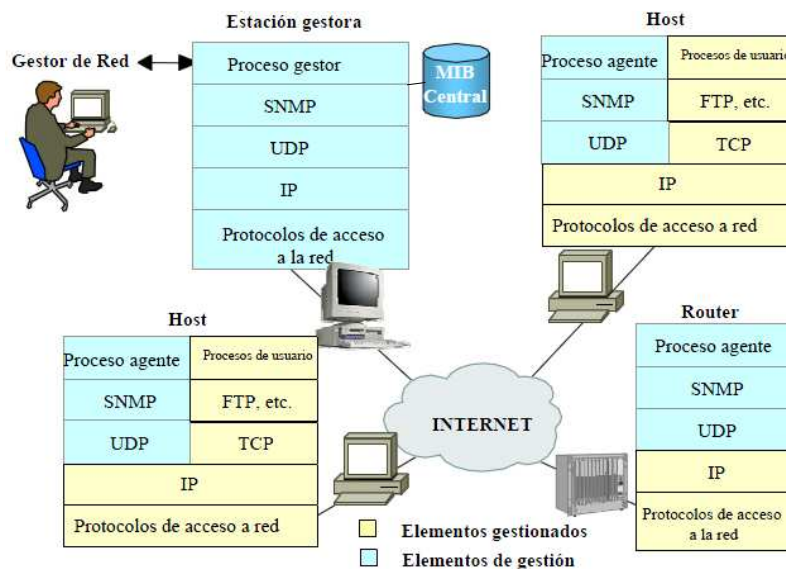 Estación gestora
Gestor de Red
Proceso gestor
SNMP
UDP
IP
Protocolos de acceso
a la red
MIB
Central
Host
Proceso agente
Procesos de usuario
SNMP
FTP, etc.
UDP
TCP
IP
Protocolos de acceso a red
Host
Proceso agente
Procesos de usuario
SNMP
FTP, etc.
UDP
TCP
IP
Protocolos de acceso a red
INTERNET
Router
Proceso agente
SNMP
UDP
IP
Protocolos de acceso
a la red
Elementos gestionados
Elementos de gestión